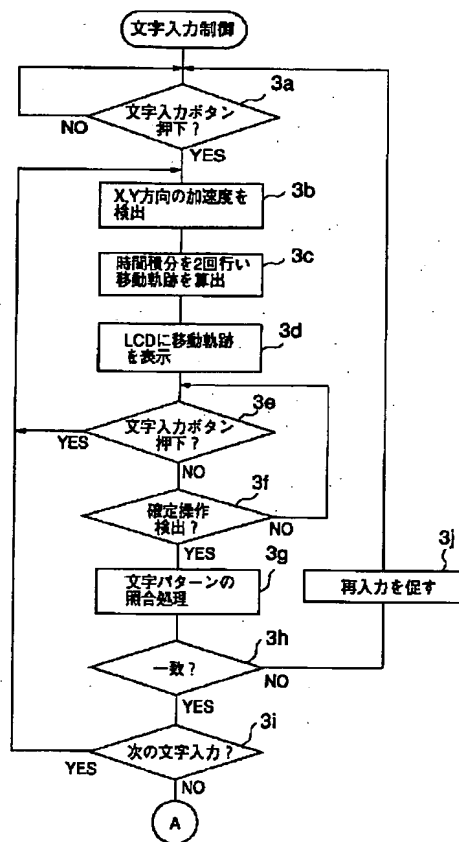 文字入力制御
3a
文字入力ボタン
押下？
NO
YES
3b
X,Y方向の加速度を
検出
3c
時間積分を2回行い
移動軌跡を算出
3d
LCDに移動軌跡
を表示
3e
文字入力ボタン
押下？
YES
NO
3f
確定操作
検出？
NO
YES
3g
文字パターンの
照合処理
3j
再入力を促す
3h
一致？
NO
YES
3i
次の文字入力？
YES
NO
A